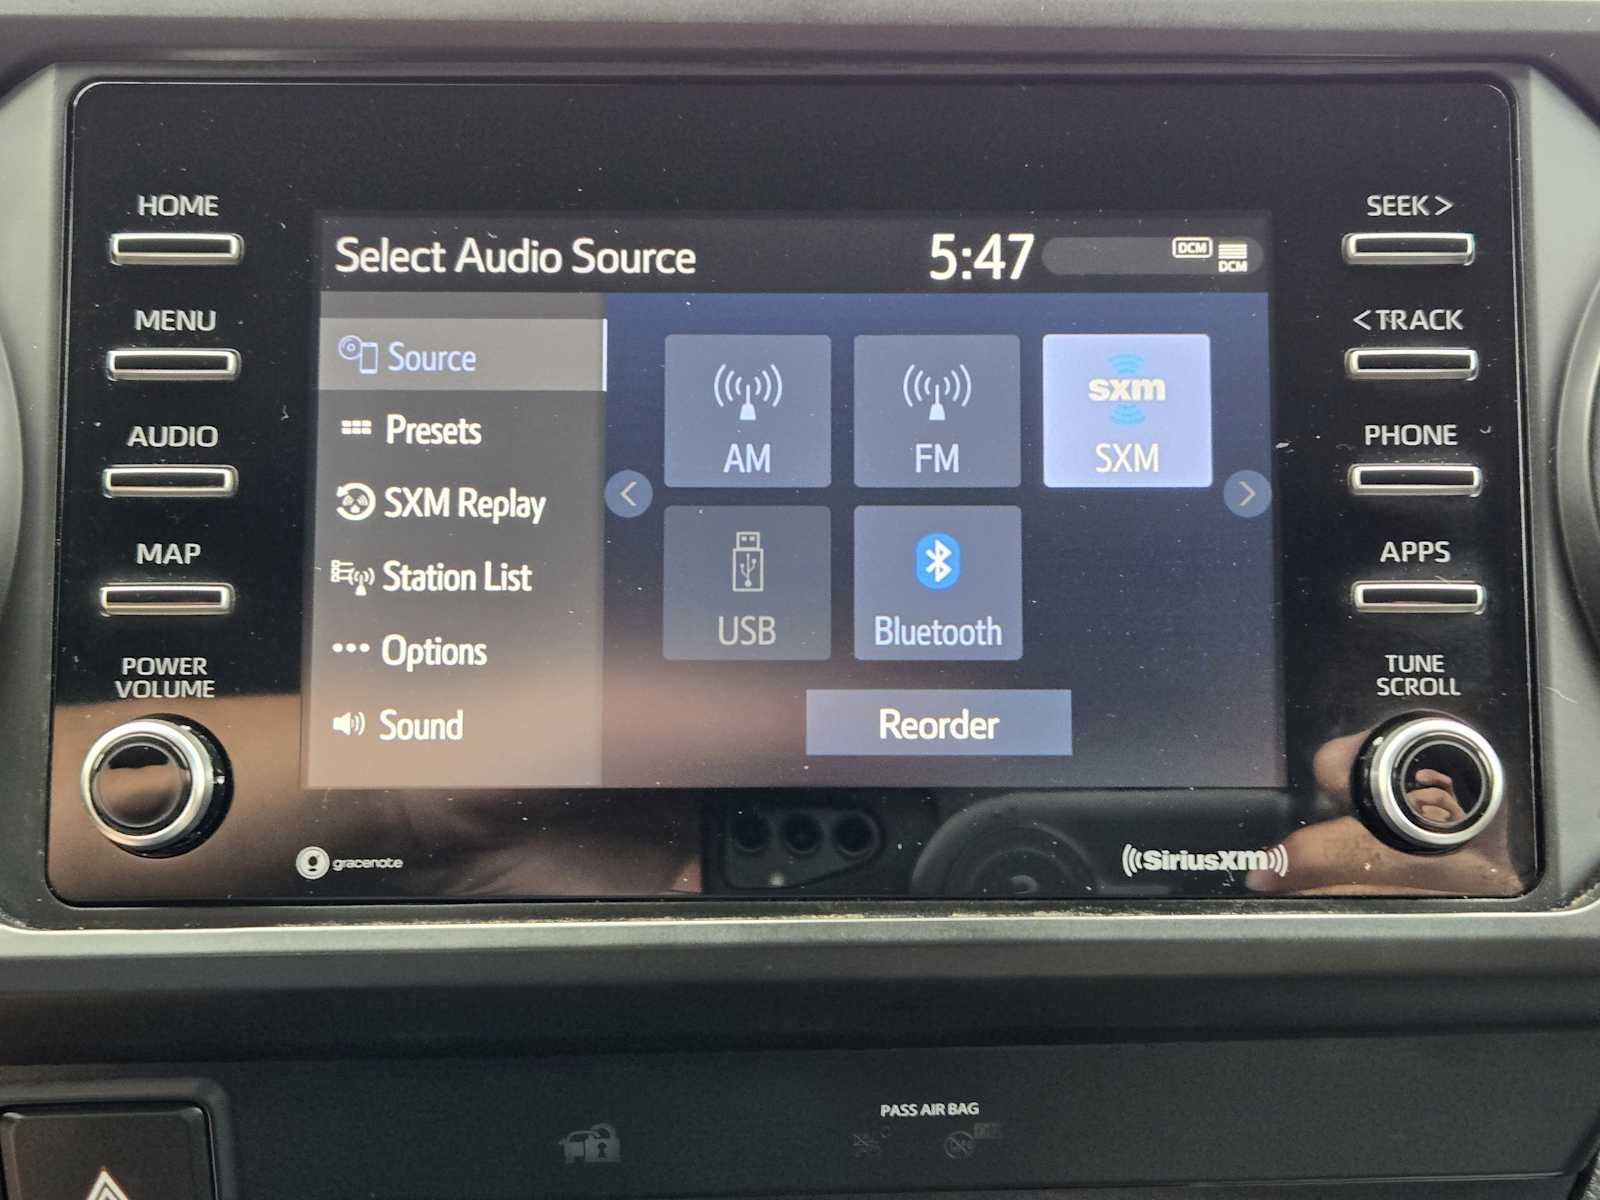 HOME
MENU
AUDIO
MAP
POWER
VOLUME
Select Audio Source
5:47
DCM
DCM
Source
Presets
SXM Replay
Station List
Options
Sound
AM
FM
sxm
SXM
USB
Bluetooth
<
>
Reorder
SEEK >
< TRACK
PHONE
APPS
TUNE
SCROLL
gracenote
((SiriusXM))
PASS AIR BAG